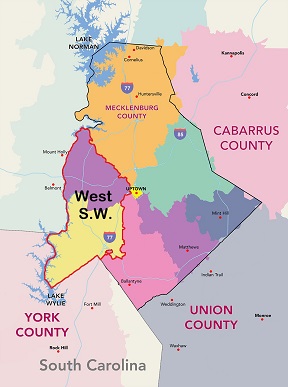 LAKE
NORMAN
Davidson
Cornelius
Kannapolis
77
Huntersville
MECKLENBURG
COUNTY
Concord
85
CABARRUS
COUNTY
Mount Holly
Belmont
UPTOWN
West
S.W.
Mint Hill
77
Matthews
Indian Trail
Ballantyne
LAKE
WYLIE
Fort Mill
Weddington
YORK
COUNTY
UNION
COUNTY
Monroe
Rock Hill
Waxhaw
South Carolina